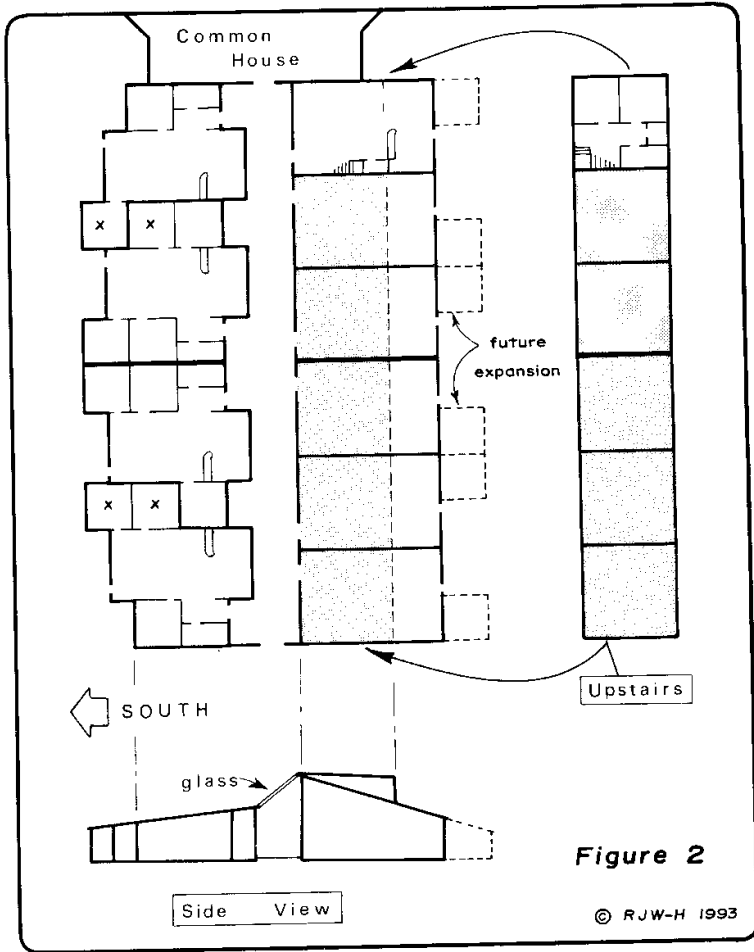 Common
House
x x
future
expansion
x x
Upstairs
SOUTH
glass
Figure 2
Side View
© RJW-H 1993